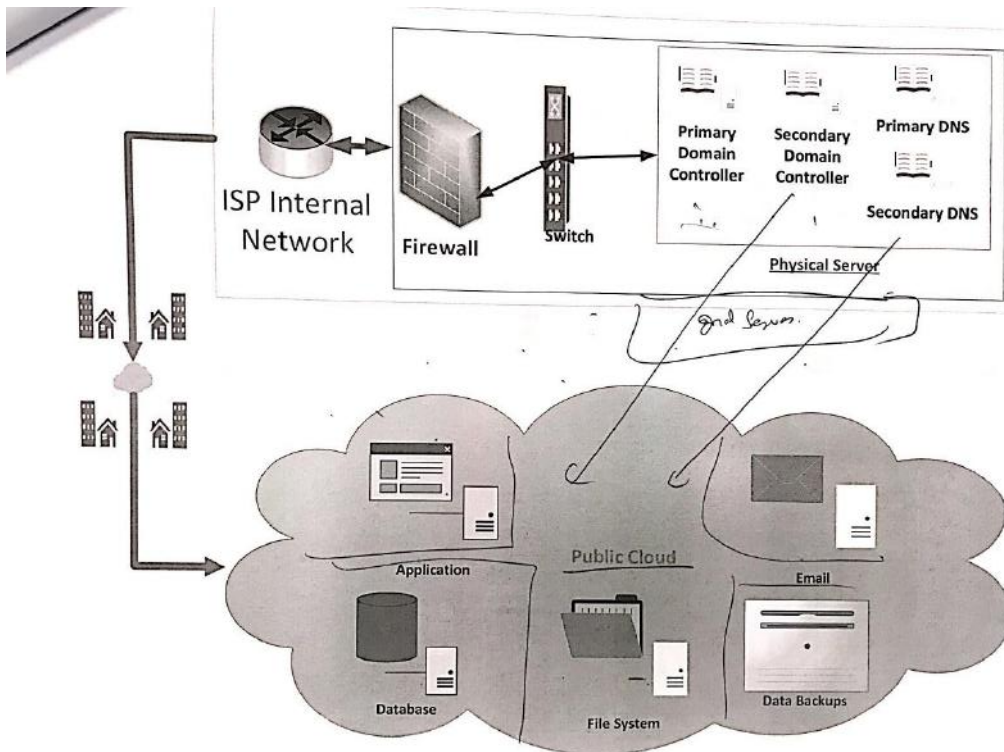 Primary
Domain
Controller
Secondary
Domain
Controller
Primary DNS
Secondary DNS
ISP Internal
Network
Firewall
Switch
Physical Server
Application
Public Cloud
Email
Database
File System
Data Backups